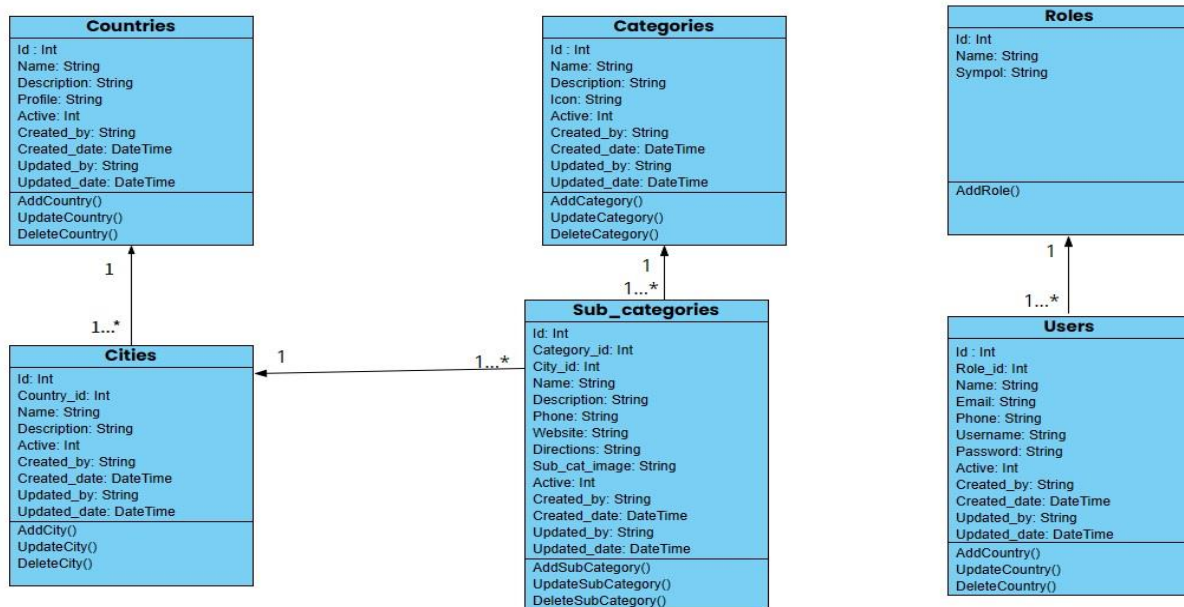 Countries
Id : Int
Name: String
Description: String
Profile: String
Active: Int
Created_by: String
Created_date: DateTime
Updated_by: String
Updated_date: DateTime
AddCountry()
UpdateCountry()
DeleteCountry()
Categories
Id : Int
Name: String
Description: String
Icon: String
Active: Int
Created_by: String
Created_date: DateTime
Updated_by: String
Updated_date: DateTime
AddCategory()
UpdateCategory()
DeleteCategory()
Roles
Id: Int
Name: String
Sympol: String
AddRole()
1
1...*
1
1...*
1
1...*
1
1...*
Cities
Id: Int
Country_id: Int
Name: String
Description: String
Active: Int
Created_by: String
Created_date: DateTime
Updated_by: String
Updated_date: DateTime
AddCity()
UpdateCity()
DeleteCity()
Sub_categories
Id: Int
Category_id: Int
City_id: Int
Name: String
Description: String
Phone: String
Website: String
Directions: String
Sub_cat_image: String
Active: Int
Created_by: String
Created_date: DateTime
Updated_by: String
Updated_date: DateTime
AddSubCategory()
UpdateSubCategory()
DeleteSubCategory()
Users
Id : Int
Role_id: Int
Name: String
Email: String
Phone: String
Username: String
Password: String
Active: Int
Created_by: String
Created_date: DateTime
Updated_by: String
Updated_date: DateTime
AddCountry()
UpdateCountry()
DeleteCountry()